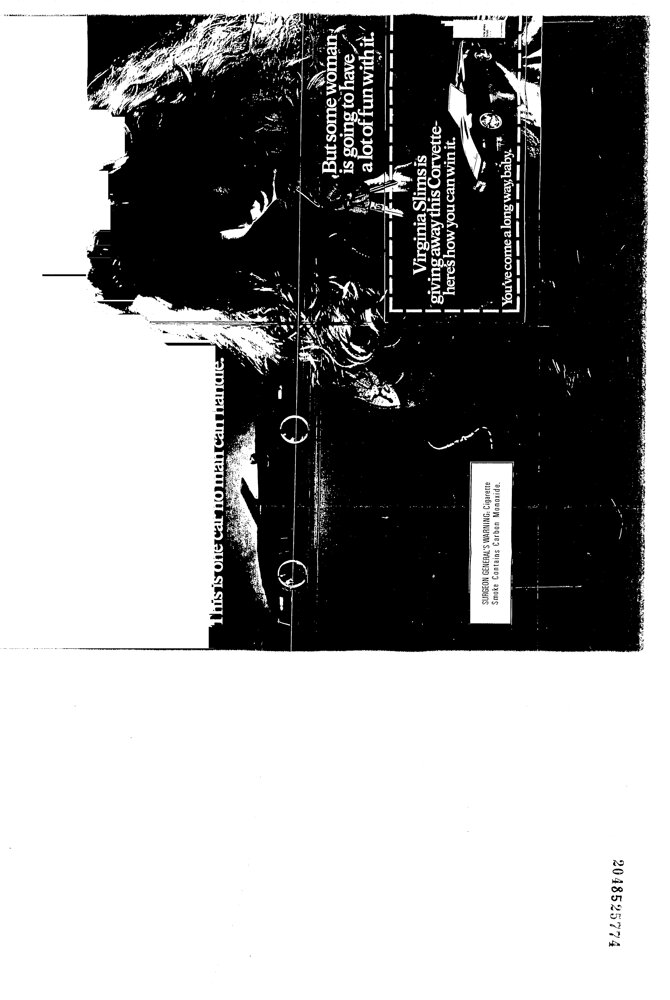 This is one car no man can handle.
But some woman
is going to have
a lot of fun with it.
Virginia Slims is
giving away this Corvette-
here's how you can win it.
You've come a long way, baby.
SURGEON GENERAL'S WARNING: Cigarette
Smoke Contains Carbon Monoxide.
2048525774